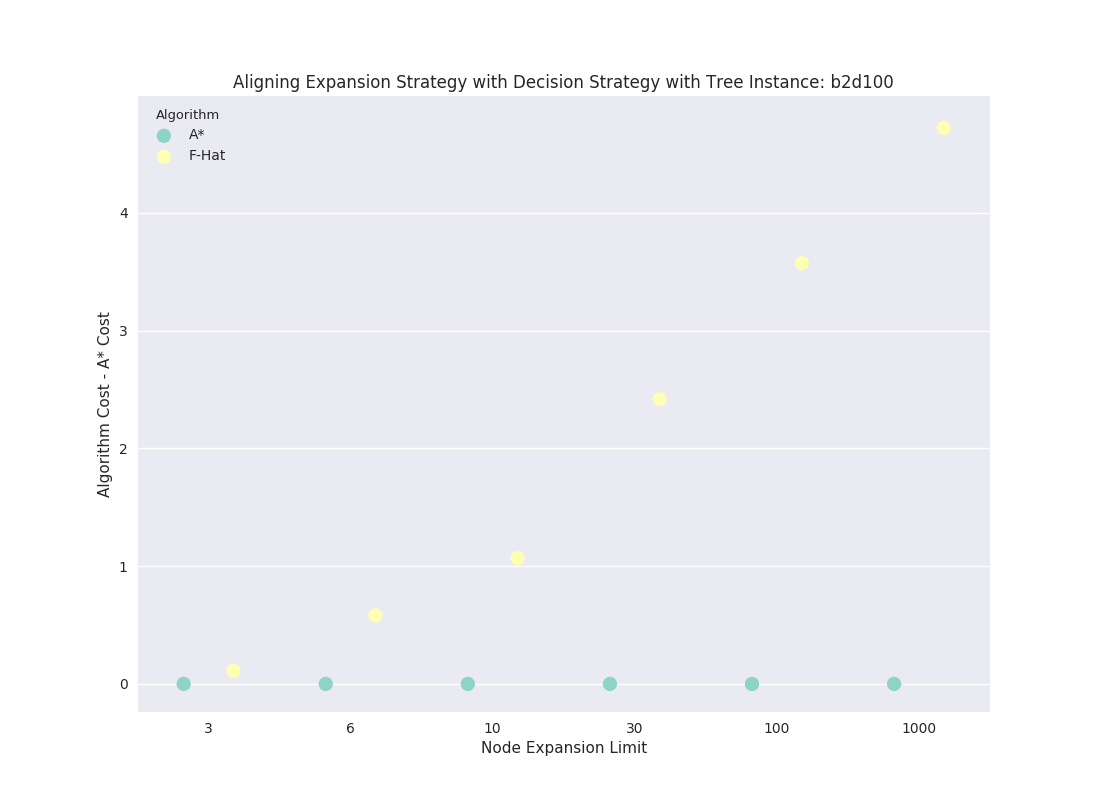 Aligning Expansion Strategy with Decision Strategy with Tree Instance: b2d100
Algorithm
A*
F-Hat
4
3
2
1
0
Algorithm Cost - A* Cost
3 6 10 30 100 1000
Node Expansion Limit